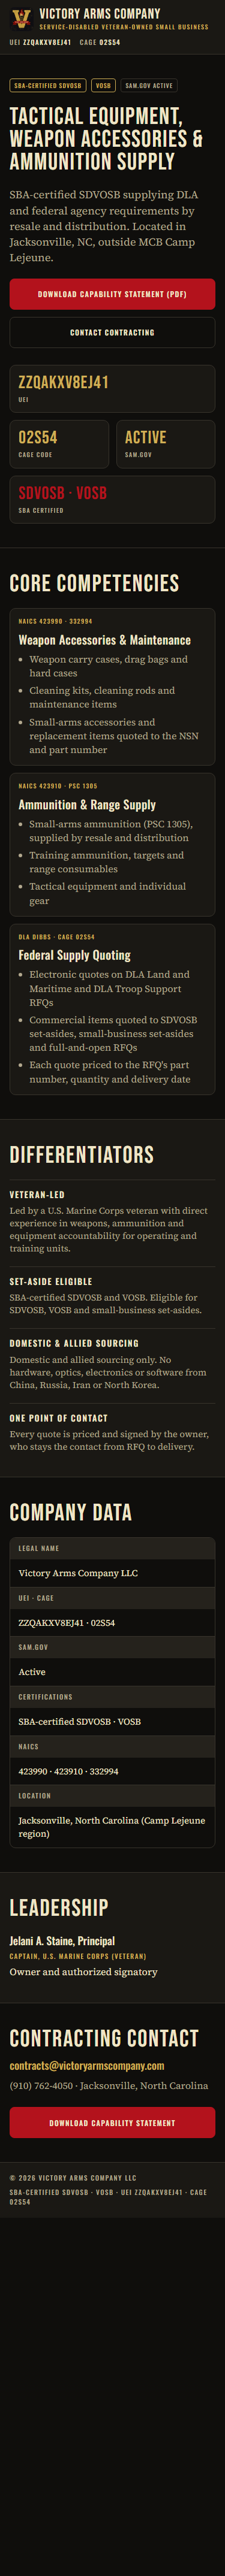 VICTORY ARMS COMPANY
SERVICE-DISABLED VETERAN-OWNED SMALL BUSINESS
UEI ZZQAKXV8EJ41 CAGE 02S54
SBA-CERTIFIED SDVOSB
VOSB
SAM.GOV ACTIVE
TACTICAL EQUIPMENT,
WEAPON ACCESSORIES &
AMMUNITION SUPPLY
SBA-certified SDVOSB supplying DLA
and federal agency requirements by
resale and distribution. Located in
Jacksonville, NC, outside MCB Camp
Lejeune.
DOWNLOAD CAPABILITY STATEMENT (PDF)
CONTACT CONTRACTING
ZZQAKXV8EJ41
UEI
02S54
CAGE CODE
ACTIVE
SAM.GOV
SDVOSB · VOSB
SBA CERTIFIED
CORE COMPETENCIES
NAICS 423990 · 332994
Weapon Accessories & Maintenance
Weapon carry cases, drag bags and
hard cases
Cleaning kits, cleaning rods and
maintenance items
Small-arms accessories and
replacement items quoted to the NSN
and part number
NAICS 423910 · PSC 1305
Ammunition & Range Supply
Small-arms ammunition (PSC 1305),
supplied by resale and distribution
Training ammunition, targets and
range consumables
Tactical equipment and individual
gear
DLA DIBBS · CAGE 02S54
Federal Supply Quoting
Electronic quotes on DLA Land and
Maritime and DLA Troop Support
RFQs
Commercial items quoted to SDVOSB
set-asides, small-business set-asides
and full-and-open RFQs
Each quote priced to the RFQ's part
number, quantity and delivery date
DIFFERENTIATORS
VETERAN-LED
Led by a U.S. Marine Corps veteran with direct
experience in weapons, ammunition and
equipment accountability for operating and
training units.
SET-ASIDE ELIGIBLE
SBA-certified SDVOSB and VOSB. Eligible for
SDVOSB, VOSB and small-business set-asides.
DOMESTIC & ALLIED SOURCING
Domestic and allied sourcing only. No
hardware, optics, electronics or software from
China, Russia, Iran or North Korea.
ONE POINT OF CONTACT
Every quote is priced and signed by the owner,
who stays the contact from RFQ to delivery.
COMPANY DATA
LEGAL NAME
Victory Arms Company LLC
UEI · CAGE
ZZQAKXV8EJ41 · 02S54
SAM.GOV
Active
CERTIFICATIONS
SBA-certified SDVOSB · VOSB
NAICS
423990 · 423910 · 332994
LOCATION
Jacksonville, North Carolina (Camp Lejeune
region)
LEADERSHIP
Jelani A. Staine, Principal
CAPTAIN, U.S. MARINE CORPS (VETERAN)
Owner and authorized signatory
CONTRACTING CONTACT
contracts@victoryarmscompany.com
(910) 762-4050 · Jacksonville, North Carolina
DOWNLOAD CAPABILITY STATEMENT
© 2026 VICTORY ARMS COMPANY LLC
SBA-CERTIFIED SDVOSB · VOSB · UEI ZZQAKXV8EJ41 · CAGE
02S54